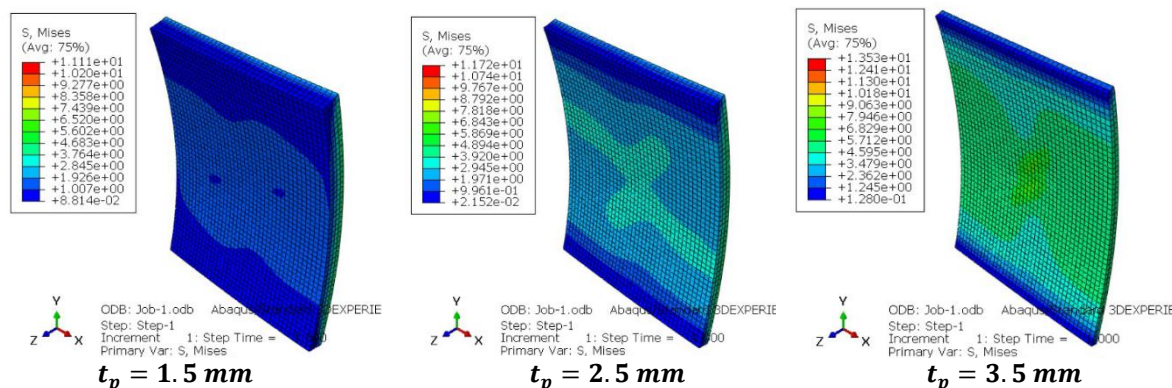 S, Mises
(Avg: 75%)
+1.111e+01
+1.020e+01
+9.277e+00
+8.358e+00
+7.439e+00
+6.520e+00
+5.602e+00
+4.683e+00
+3.764e+00
+2.845e+00
+1.926e+00
+1.007e+00
+8.814e-02
Y
Z
X
ODB: Job-1.odb Abaqus/Standard 3DEXPERIE
Step: Step-1
Increment 1: Step Time =
Primary Var: S, Mises
t_p = 1.5 mm
S, Mises
(Avg: 75%)
+1.172e+01
+1.074e+01
+9.767e+00
+8.792e+00
+7.818e+00
+6.843e+00
+5.869e+00
+4.894e+00
+3.920e+00
+2.945e+00
+1.971e+00
+9.961e-01
+2.152e-02
Y
Z
X
ODB: Job-1.odb Abaqus/Standard 3DEXPERIE
Step: Step-1
Increment 1: Step Time =
Primary Var: S, Mises
t_p = 2.5 mm
S, Mises
(Avg: 75%)
+1.353e+01
+1.241e+01
+1.130e+01
+1.018e+01
+9.063e+00
+7.946e+00
+6.829e+00
+5.712e+00
+4.595e+00
+3.479e+00
+2.362e+00
+1.245e+00
+1.280e-01
Y
Z
X
ODB: Job-1.odb Abaqus/Standard 3DEXPERIE
Step: Step-1
Increment 1: Step Time =
Primary Var: S, Mises
t_p = 3.5 mm